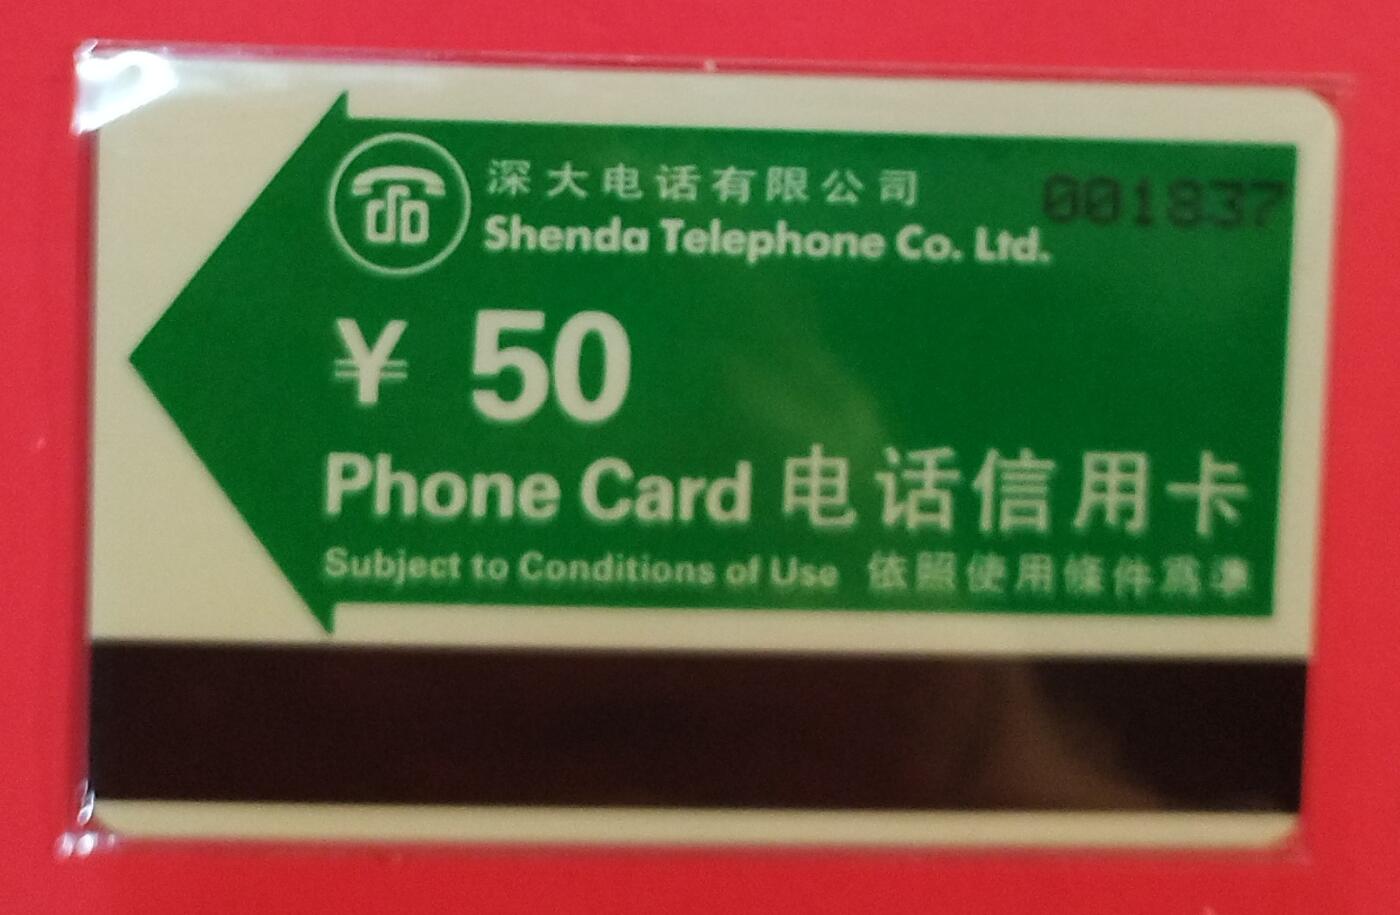 深大电话有限公司
001837
Shenda Telephone Co. Ltd.
¥ 50
Phone Card 电话信用卡
Subject to Conditions of Use 依照使用條件爲準